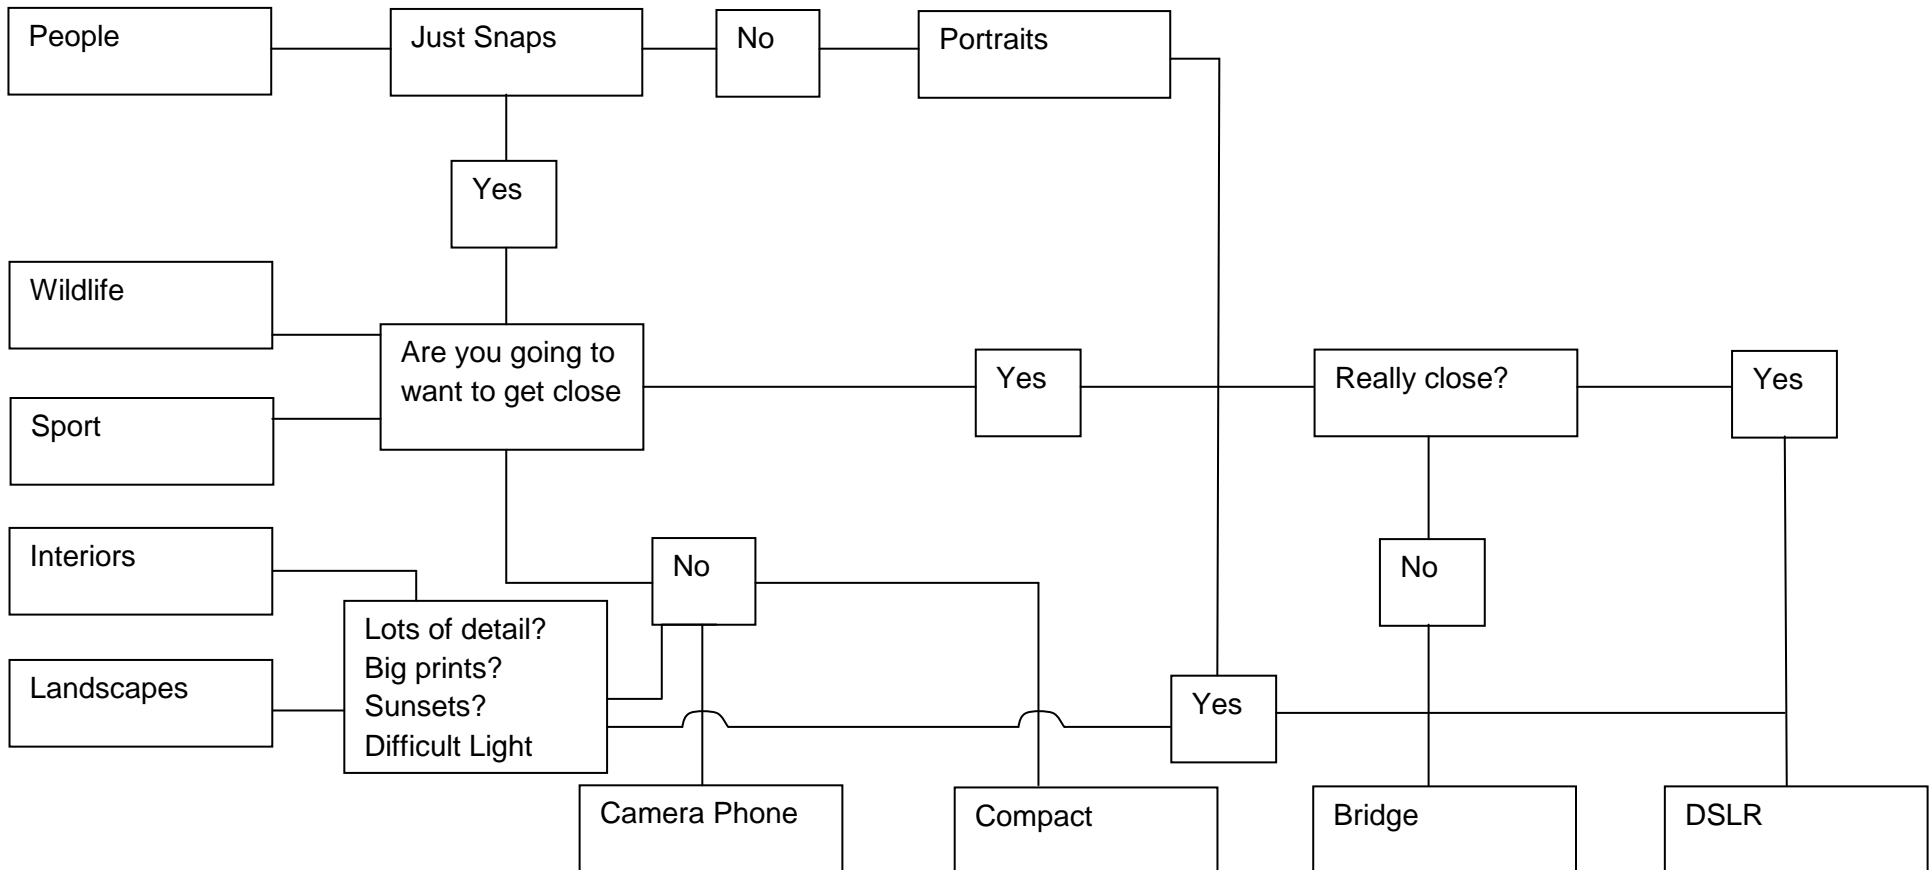 People
Just Snaps
No
Portraits
Yes
Wildlife
Are you going to
want to get close
Yes
Really close?
Yes
Sport
Interiors
No
No
Lots of detail?
Big prints?
Sunsets?
Difficult Light
Landscapes
Yes
Camera Phone
Compact
Bridge
DSLR